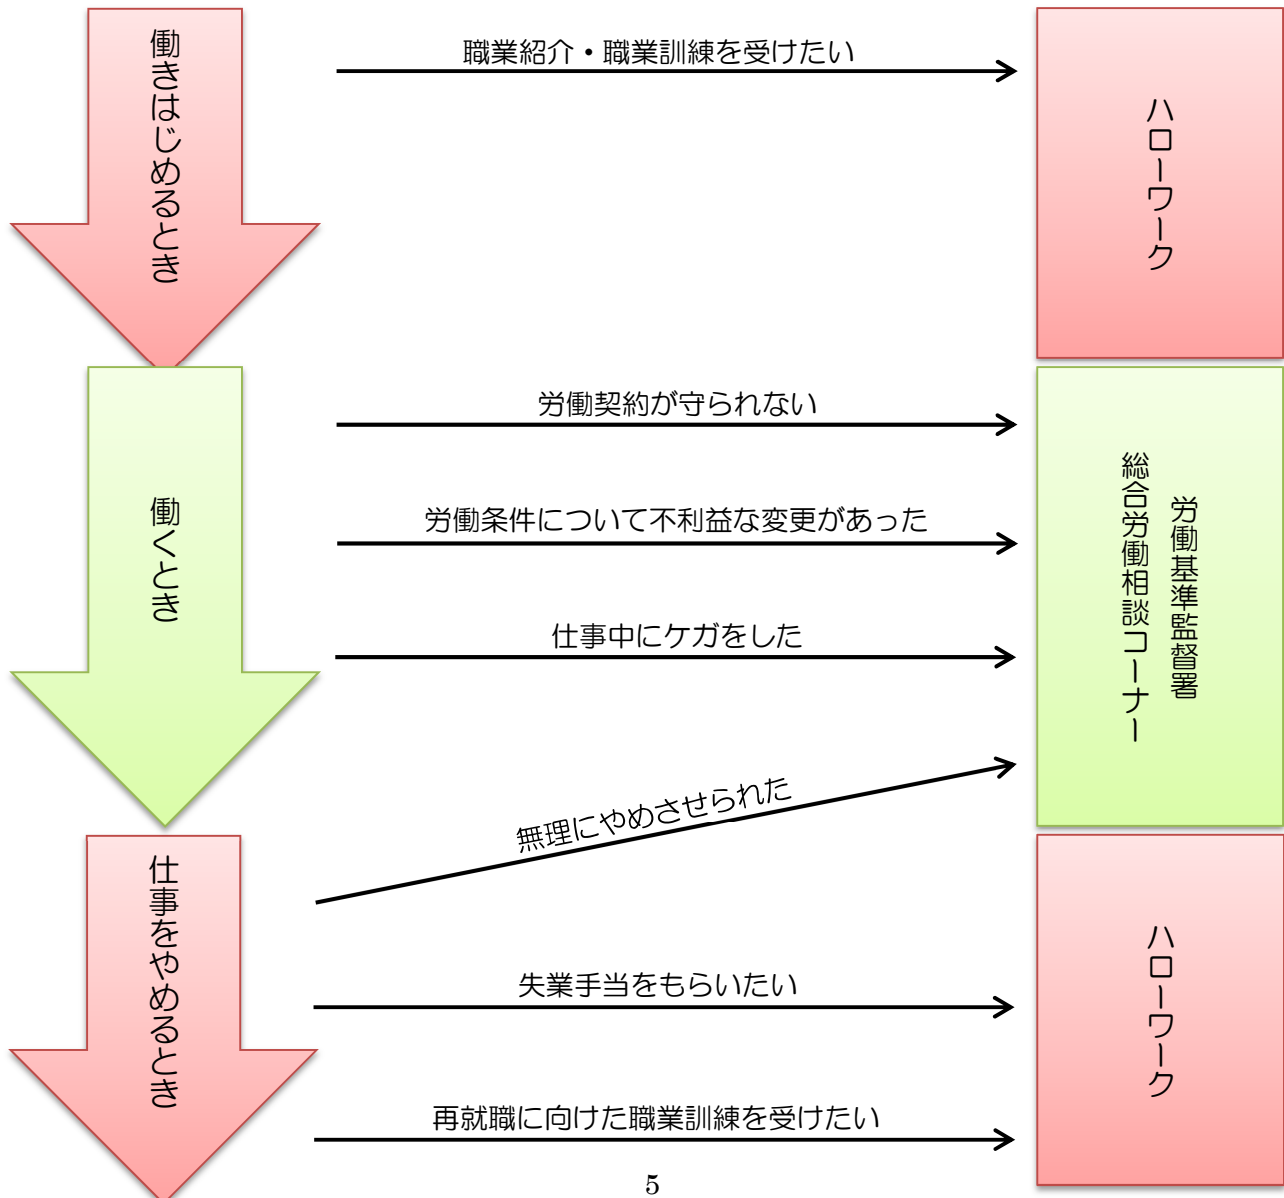 働きはじめるとき
職業紹介・職業訓練を受けたい
ハローワーク
働くとき
労働契約が守られない
労働条件について不利益な変更があった
仕事中にケガをした
労働基準監督署
総合労働相談コーナー
仕事をやめるとき
無理にやめさせられた
失業手当をもらいたい
再就職に向けた職業訓練を受けたい
ハローワーク
5